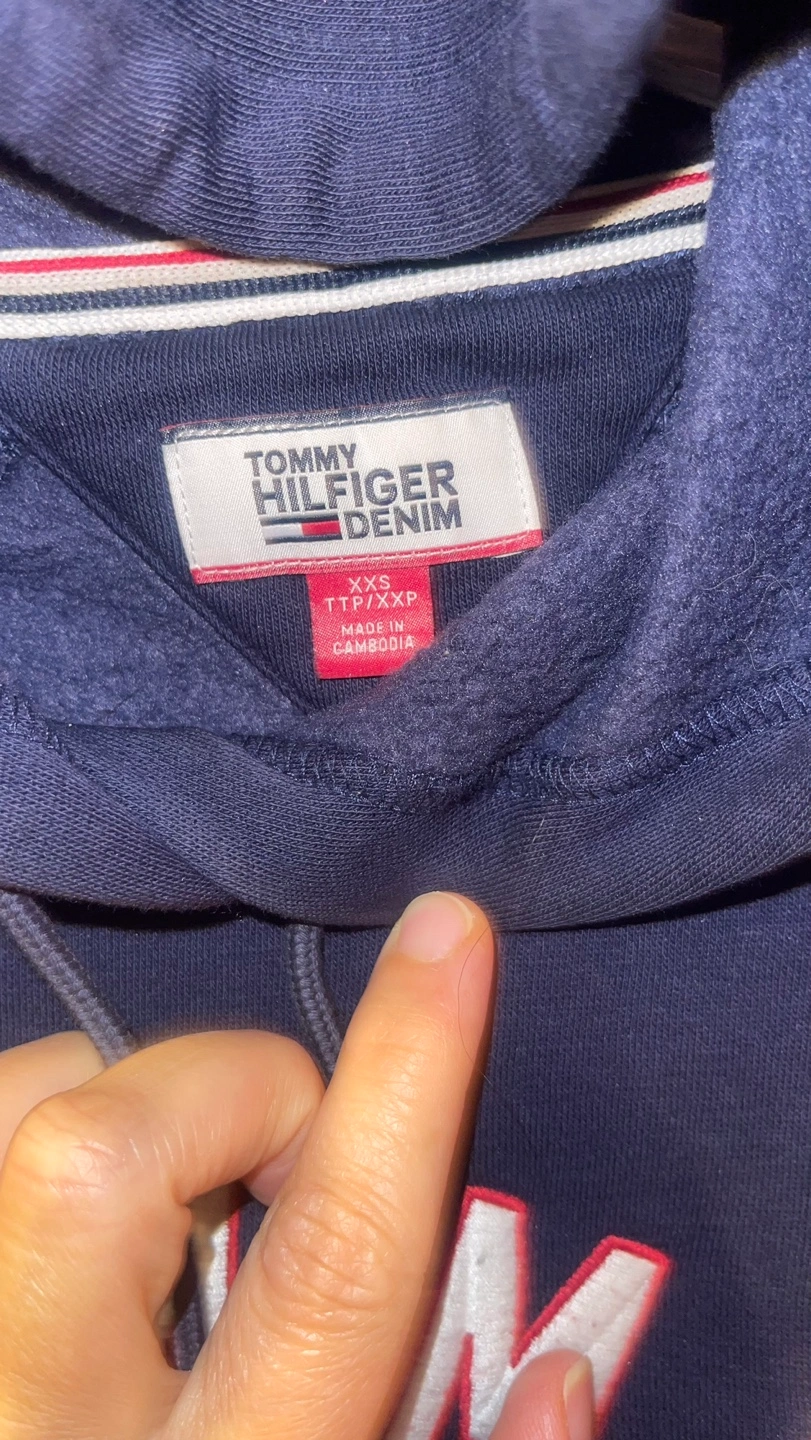 TOMMY
HILFIGER
DENIM
XXS
TTP/XXP
MADE IN
CAMBODIA
M